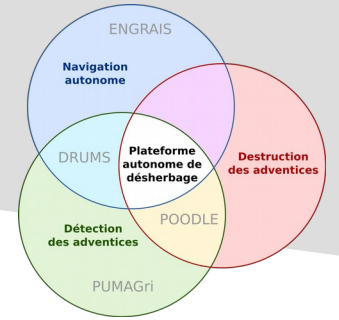 ENGRAIS
Navigation
autonome
DRUMS
Plateforme
autonome de
désherbage
Destruction
des adventices
POODLE
Détection
des adventices
PUMAGri